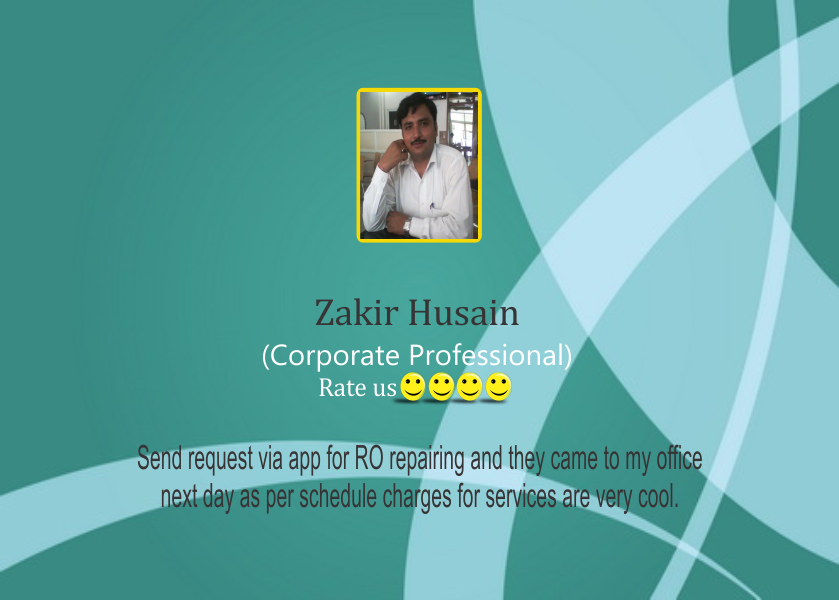 Zakir Husain
(Corporate Professional)
Rate us
Send request via app for RO repairing and they came to my office
next day as per schedule charges for services are very cool.